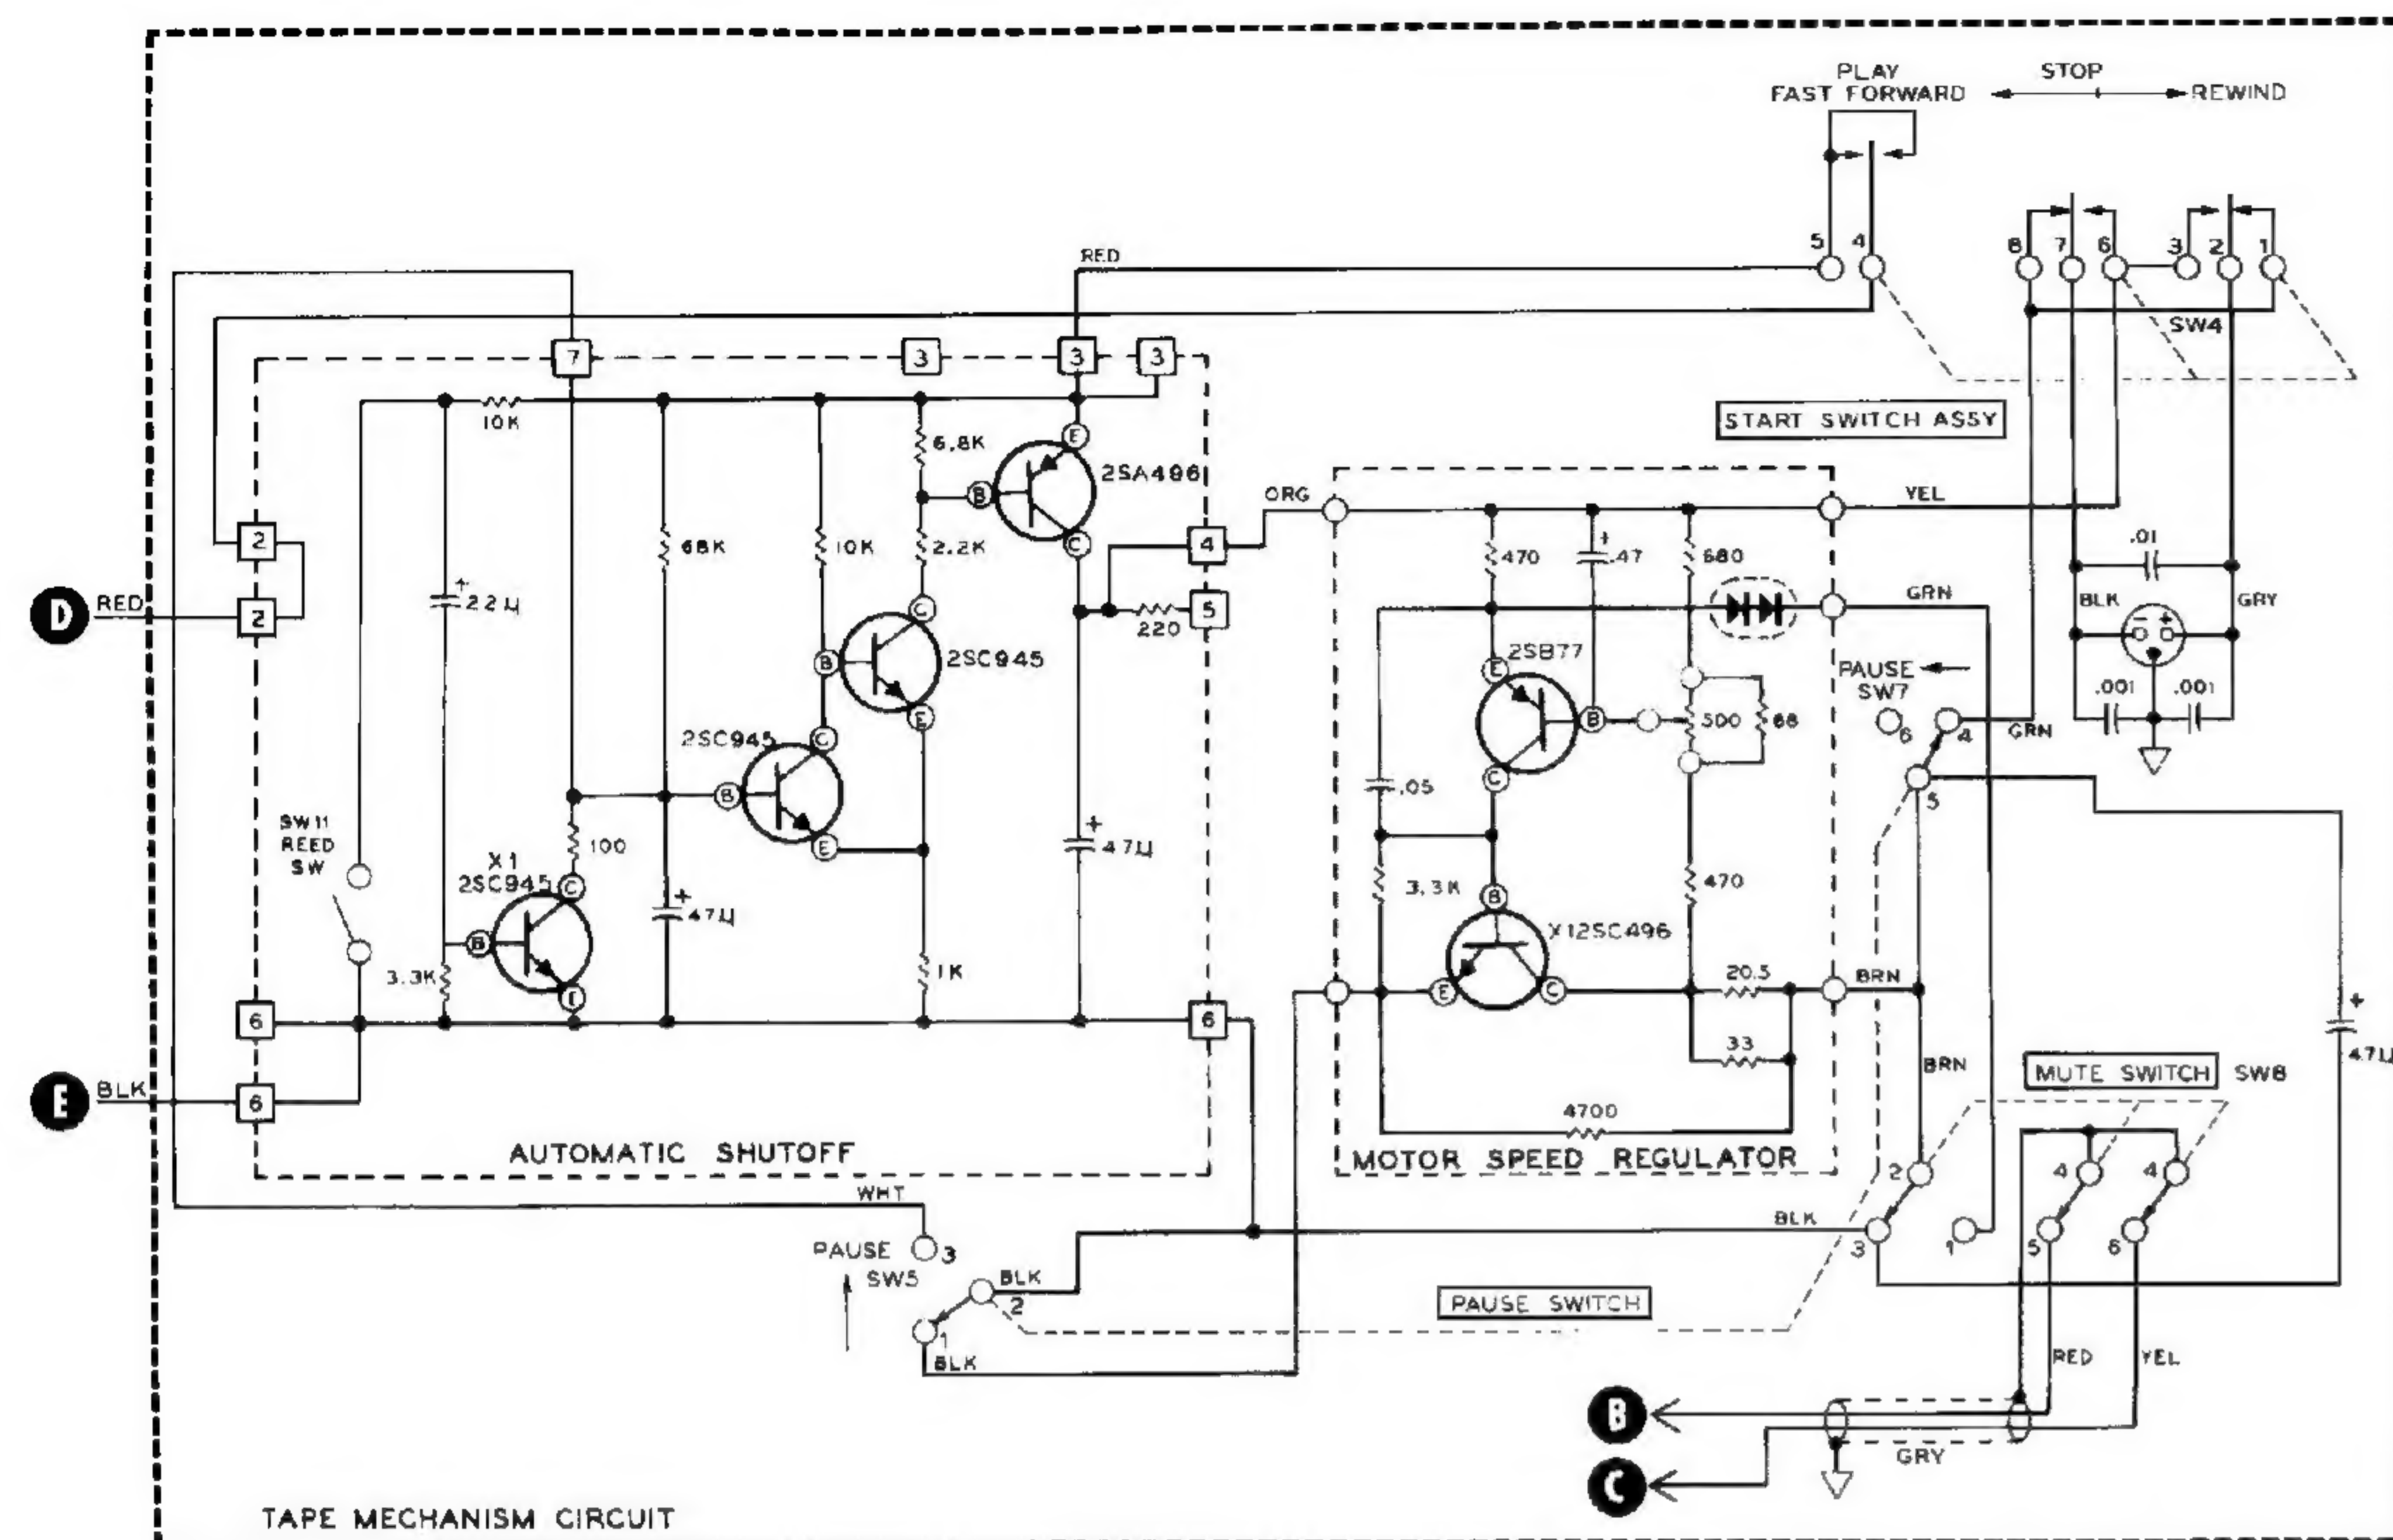 PLAY STOP
FAST FORWARD REWIND
5 4 8 7 6 3 2 1
RED
SW4
7 3 3 3
START SWITCH ASSY
10K
6.8K
2SA496
ORG YEL
2 4
68K 10K 2.2K 470 .47 680 .01
D RED 2 22µ 220 5 GRN BLK GRY
2SC945 2SB77
PAUSE
SW7
.001 .001
500 68
6 4 GRN
2SC945
5
.05
SW11
REED
SW
100
47µ
X1
2SC945
3.3K 470
47µ
X12SC496
3.3K 1K 20.5 BRN
6 6
33
BRN
MUTE SWITCH SW8
47µ
E BLK 6
4700
AUTOMATIC SHUTOFF
MOTOR SPEED REGULATOR
2 4 4
WHT
BLK
3 1 5 6
PAUSE 3
SW5
BLK
2
PAUSE SWITCH
1
BLK
RED YEL
B
GRY
C
TAPE MECHANISM CIRCUIT
B C E
B C E
B C E
B C E
B C E
B C E
- +